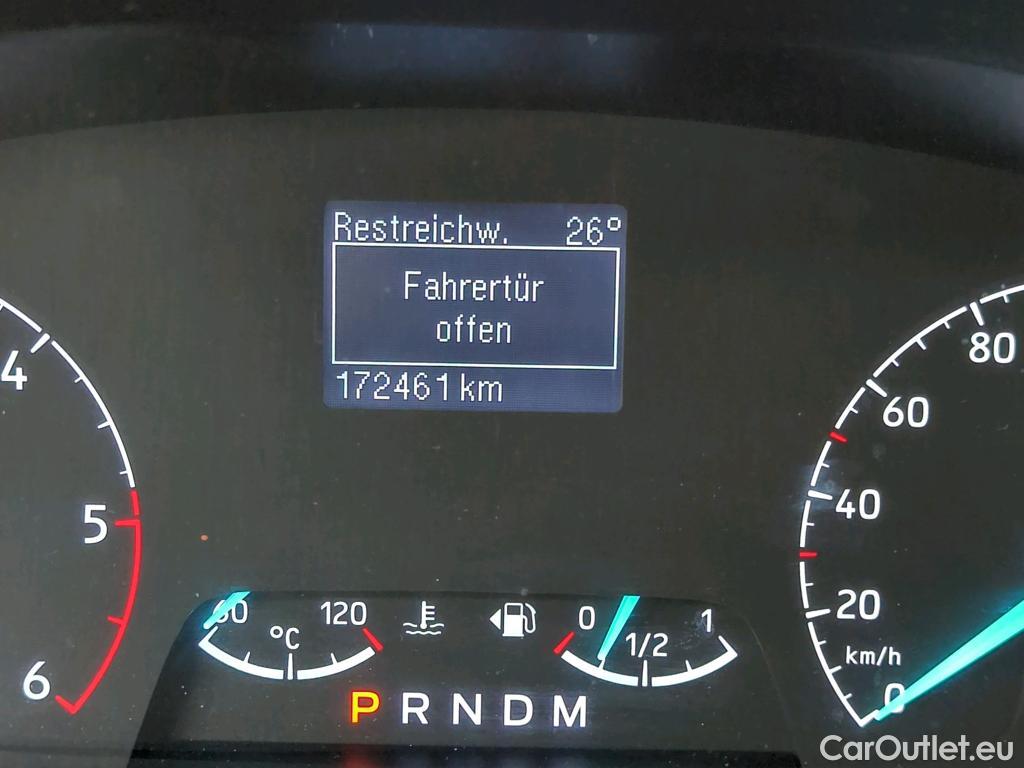 Restreichw. 26°
Fahrertür
offen
172461 km
4
5
6
80
60
40
20
km/h
0
60 120
°C
0 1/2 1
P R N D M
CarOutlet.eu